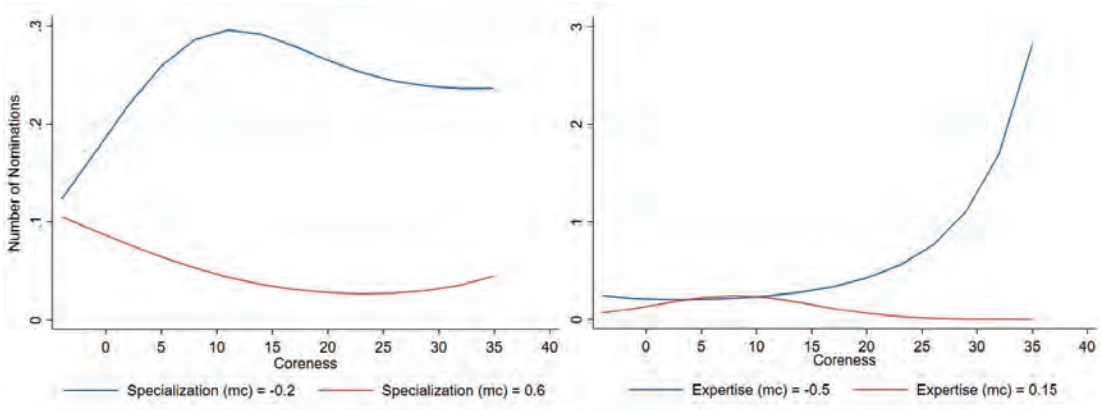 Number of Nominations
.3
.2
.1
0
0 5 10 15 20 25 30 35 40
Coreness
Specialization (mc) = -0.2 Specialization (mc) = 0.6
.3
.2
.1
0
0 5 10 15 20 25 30 35 40
Coreness
Expertise (mc) = -0.5 Expertise (mc) = 0.15